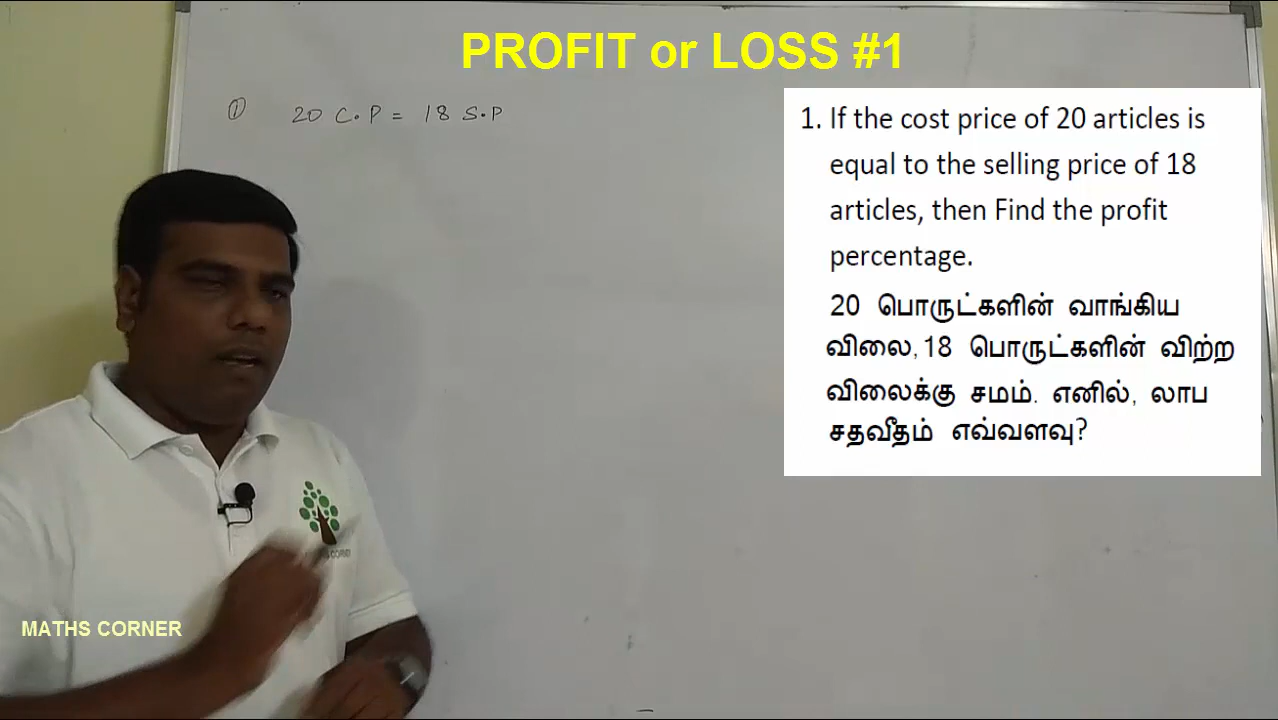 PROFIT or LOSS #1
① 20 C.P = 18 S.P
1. If the cost price of 20 articles is
equal to the selling price of 18
articles, then Find the profit
percentage.
20 பொருட்களின் வாங்கிய
விலை, 18 பொருட்களின் விற்ற
விலைக்கு சமம். எனில், லாப
சதவீதம் எவ்வளவு?
MATHS CORNER